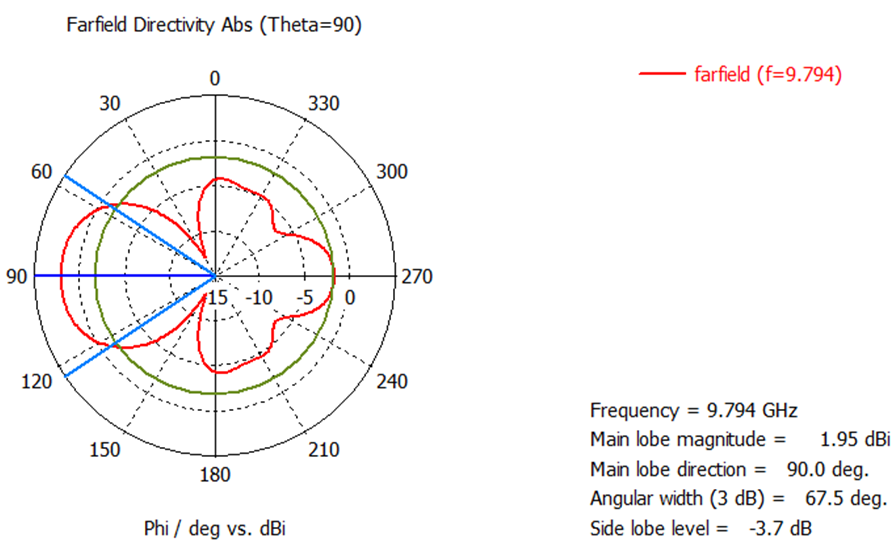 Farfield Directivity Abs (Theta=90)
farfield (f=9.794)
0
30
330
60
300
90
15
-10
-5
0
270
120
240
150
210
180
Phi / deg vs. dBi
Frequency = 9.794 GHz
Main lobe magnitude = 1.95 dBi
Main lobe direction = 90.0 deg.
Angular width (3 dB) = 67.5 deg.
Side lobe level = -3.7 dB